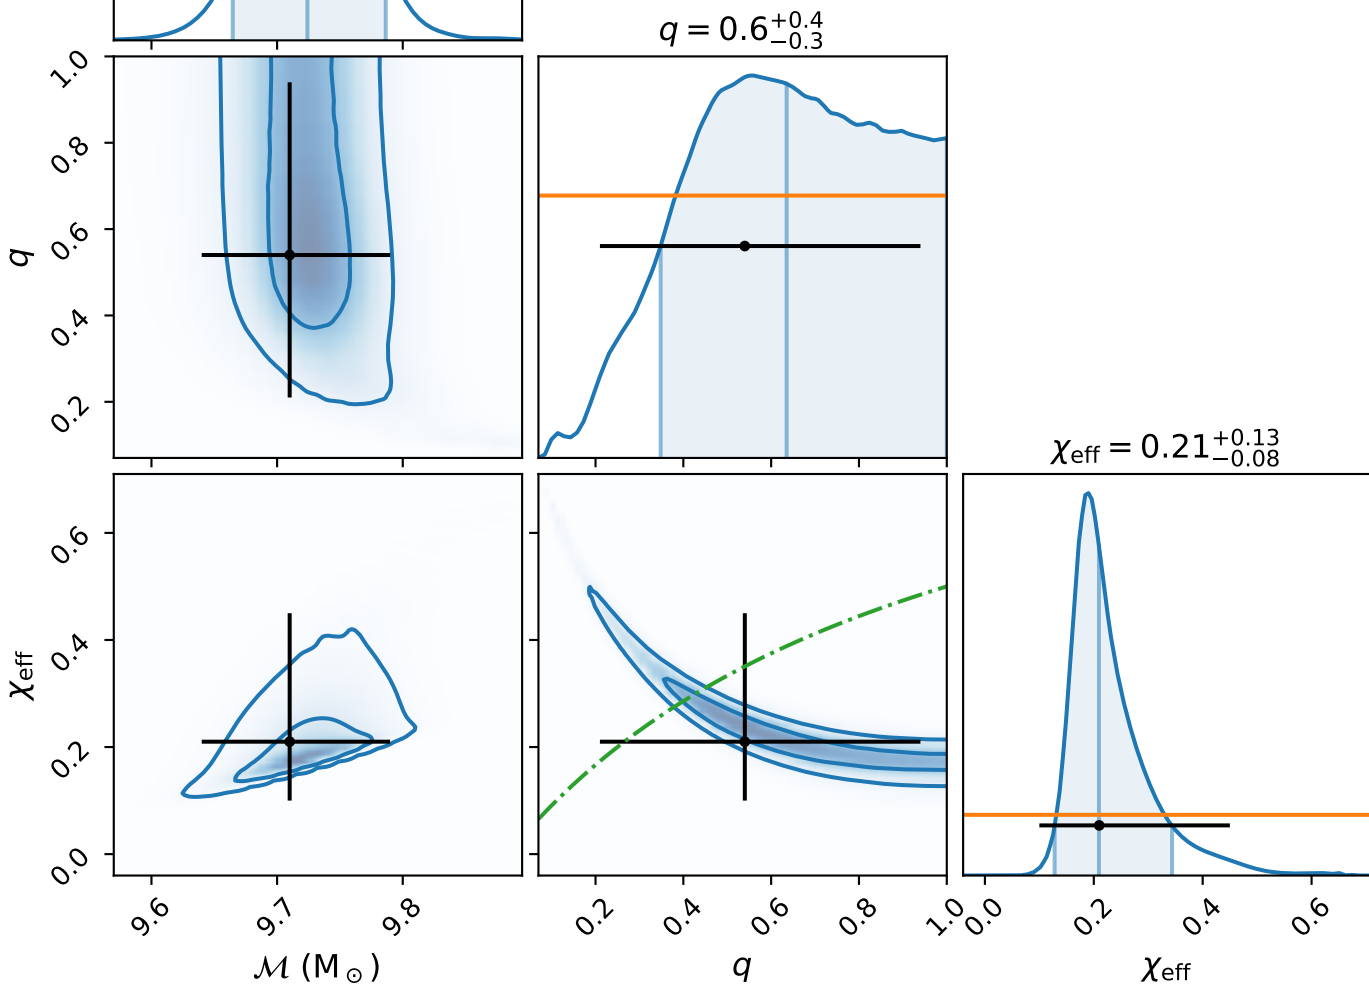 q = 0.6^{+0.4}_{-0.3}
1.0
0.8
0.6
0.4
0.2
q
χ_eff = 0.21^{+0.13}_{-0.08}
0.6
0.4
0.2
0.0
χ_eff
9.6 9.7 9.8
0.2 0.4 0.6 0.8 1.0
0.0 0.2 0.4 0.6
ℳ (M_⊙)
q
χ_eff